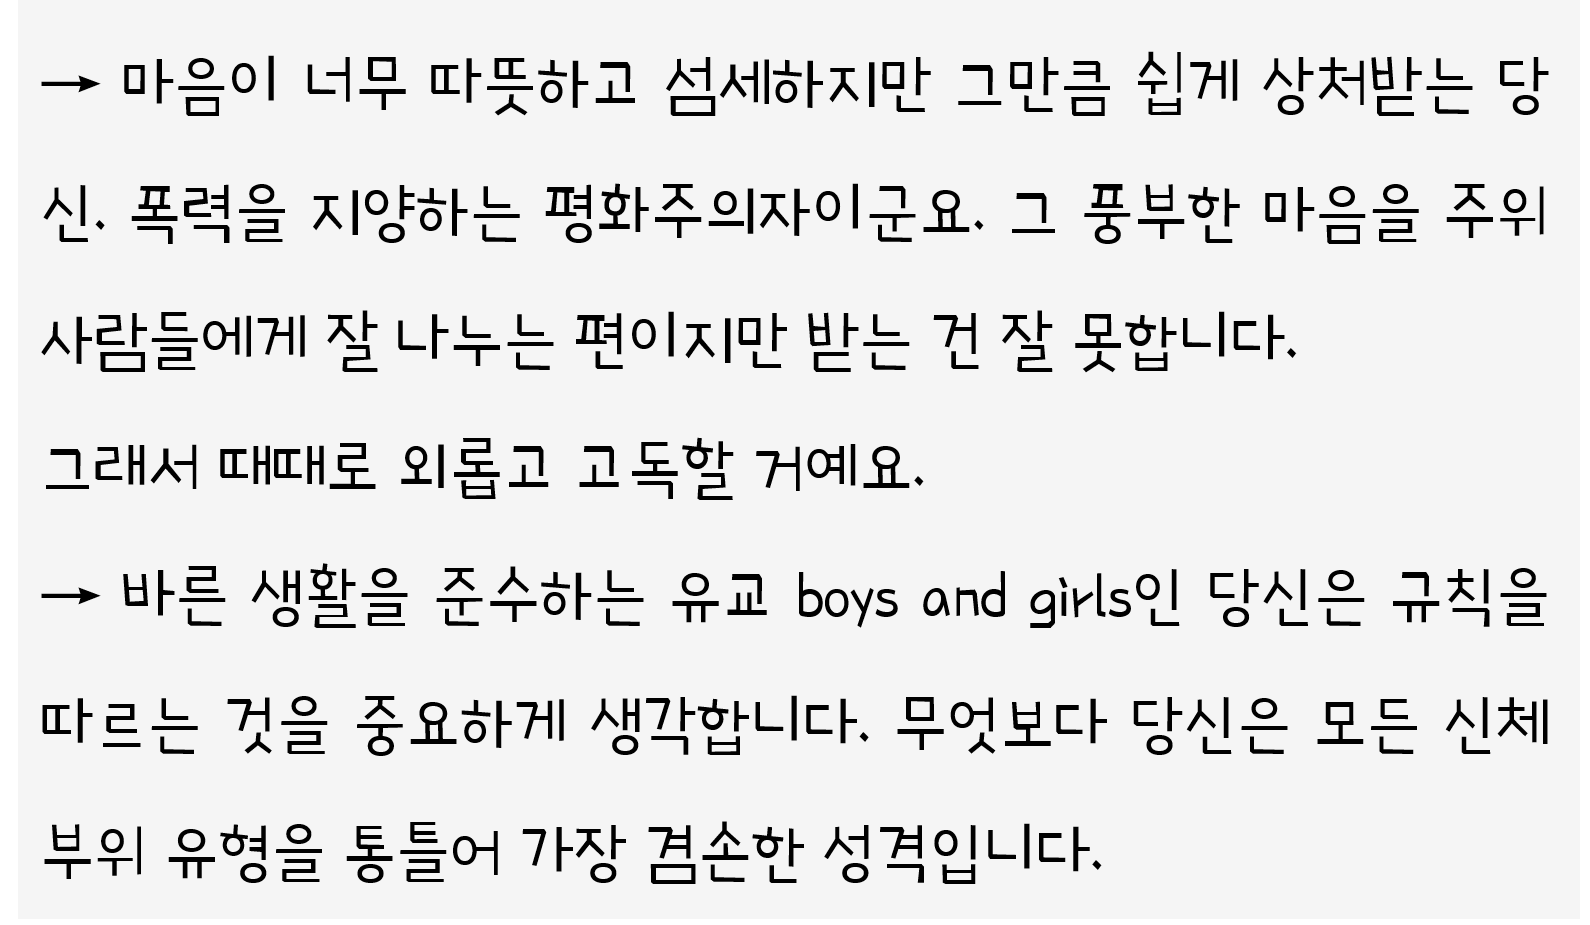 → 마음이 너무 따뜻하고 섬세하지만 그만큼 쉽게 상처받는 당
신. 폭력을 지양하는 평화주의자이군요. 그 풍부한 마음을 주위
사람들에게 잘 나누는 편이지만 받는 건 잘 못합니다.
그래서 때때로 외롭고 고독할 거예요.
→ 바른 생활을 준수하는 유교 boys and girls인 당신은 규칙을
따르는 것을 중요하게 생각합니다. 무엇보다 당신은 모든 신체
부위 유형을 통틀어 가장 겸손한 성격입니다.